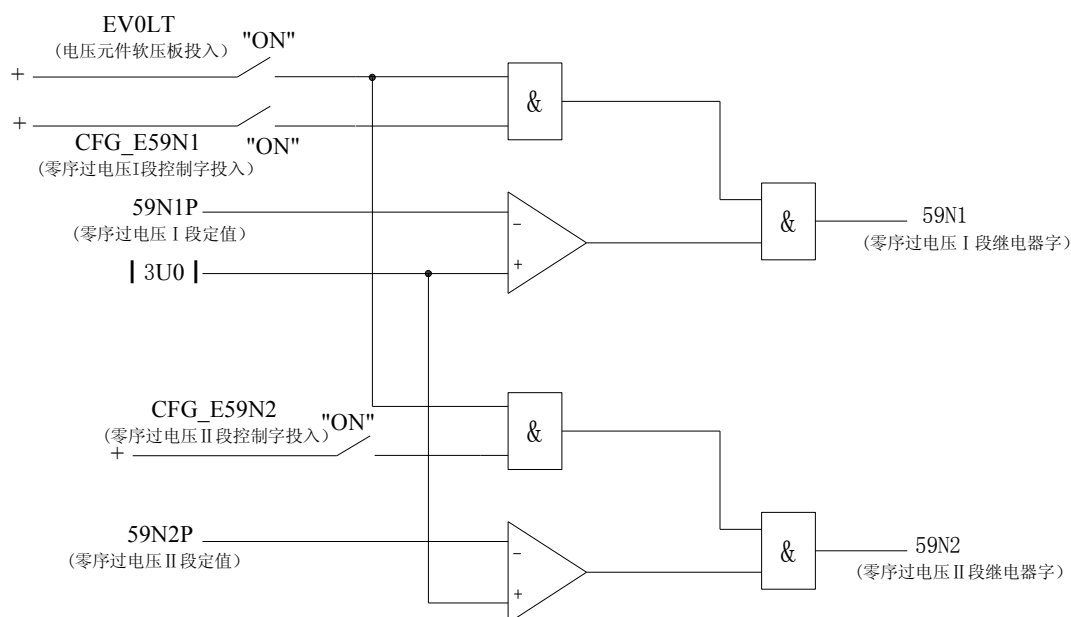 EV0LT
(电压元件软压板投入)
"ON"
+
&
+
CFG_E59N1
"ON"
(零序过电压I段控制字投入)
59N1P
(零序过电压Ⅰ段定值)
-
&
59N1
(零序过电压Ⅰ段继电器字)
| 3U0 |
+
CFG_E59N2
"ON"
(零序过电压Ⅱ段控制字投入)
+
&
59N2P
(零序过电压Ⅱ段定值)
-
&
59N2
(零序过电压Ⅱ段继电器字)
+